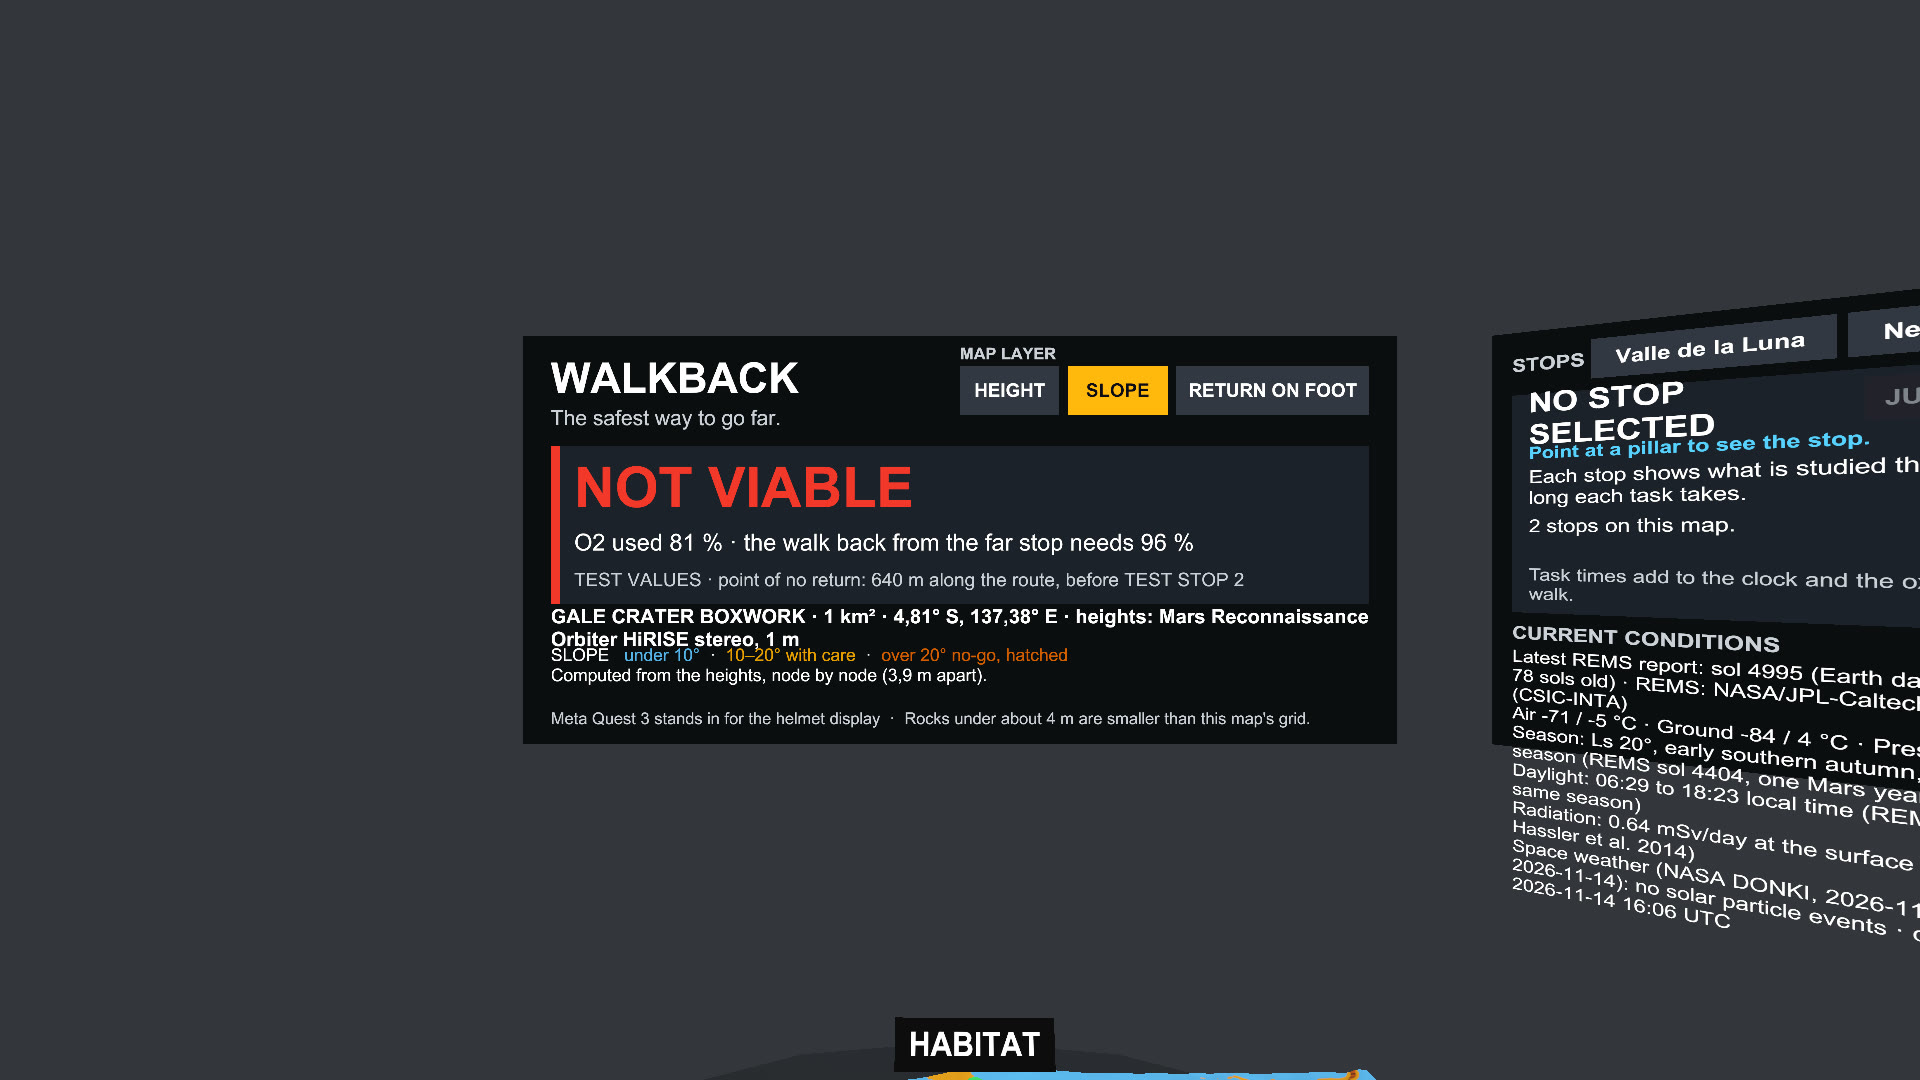 WALKBACK
The safest way to go far.
MAP LAYER
HEIGHT
SLOPE
RETURN ON FOOT
NOT VIABLE
O2 used 81 % · the walk back from the far stop needs 96 %
TEST VALUES · point of no return: 640 m along the route, before TEST STOP 2
GALE CRATER BOXWORK · 1 km² · 4,81° S, 137,38° E · heights: Mars Reconnaissance
Orbiter HiRISE stereo, 1 m
SLOPE under 10° · 10–20° with care · over 20° no-go, hatched
Computed from the heights, node by node (3,9 m apart).
Meta Quest 3 stands in for the helmet display · Rocks under about 4 m are smaller than this map's grid.
STOPS
Valle de la Luna
NO STOP
SELECTED
Point at a pillar to see the stop.
Each stop shows what is studied
long each task takes.
2 stops on this map.
Task times add to the clock and the
walk.
CURRENT CONDITIONS
Latest REMS report: sol 4995 (Earth
78 sols old) · REMS: NASA/JPL-Caltech
(CSIC-INTA)
Air -71 / -5 °C · Ground -84 / 4 °C ·
Season: Ls 20°, early southern autumn,
season (REMS sol 4404, one Mars year
Daylight: 06:29 to 18:23 local time (REMS
same season)
Radiation: 0.64 mSv/day at the surface
Hassler et al. 2014)
Space weather (NASA DONKI,
2026-11-14): no solar particle events ·
2026-11-14 16:06 UTC
HABITAT